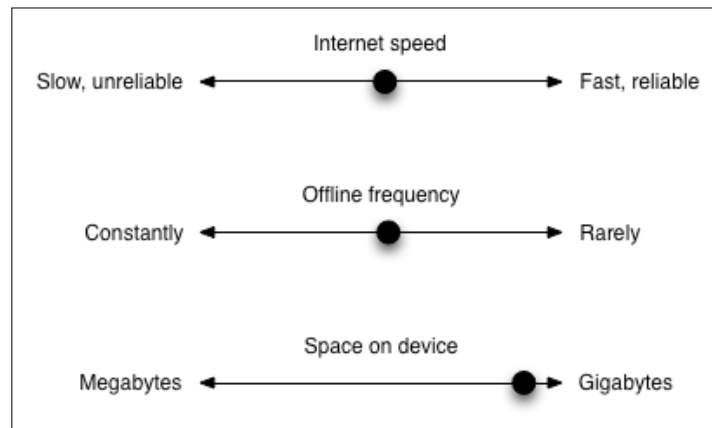 Internet speed
Slow, unreliable Fast, reliable
Offline frequency
Constantly Rarely
Space on device
Megabytes Gigabytes